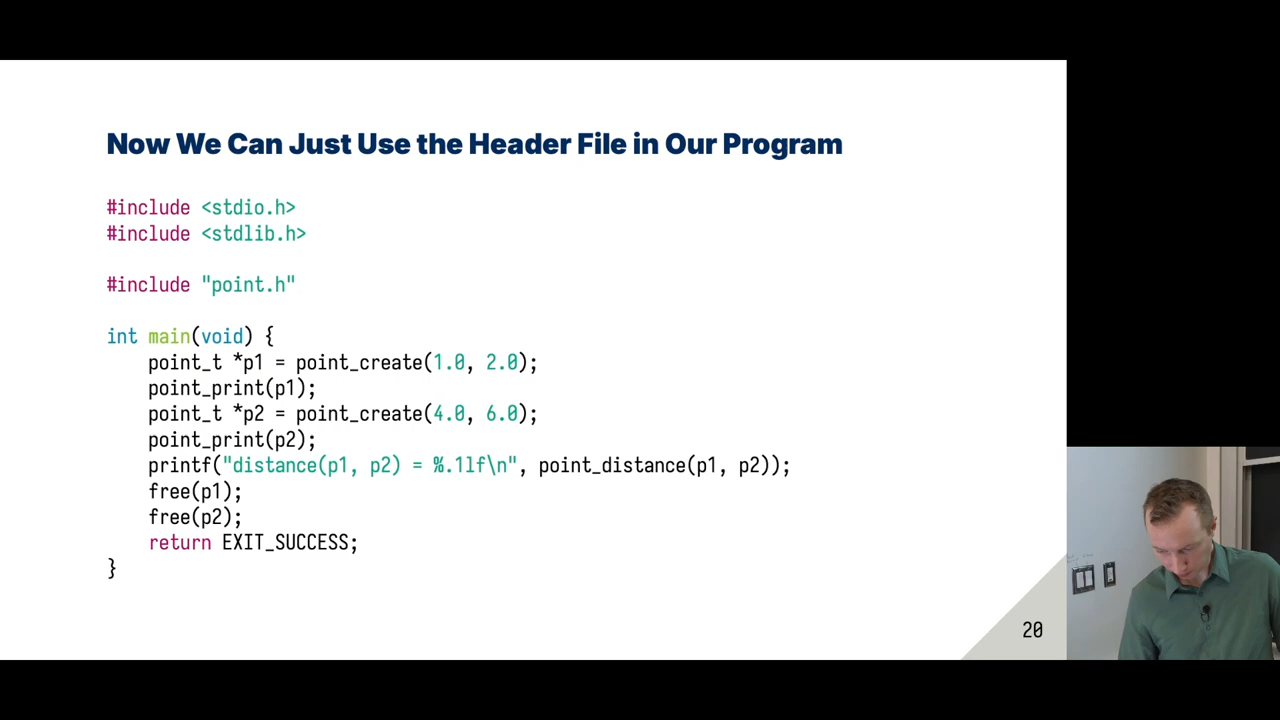 Now We Can Just Use the Header File in Our Program
#include <stdio.h>
#include <stdlib.h>
#include "point.h"
int main(void) {
    point_t *p1 = point_create(1.0, 2.0);
    point_print(p1);
    point_t *p2 = point_create(4.0, 6.0);
    point_print(p2);
    printf("distance(p1, p2) = %.1lf\n", point_distance(p1, p2));
    free(p1);
    free(p2);
    return EXIT_SUCCESS;
}
20